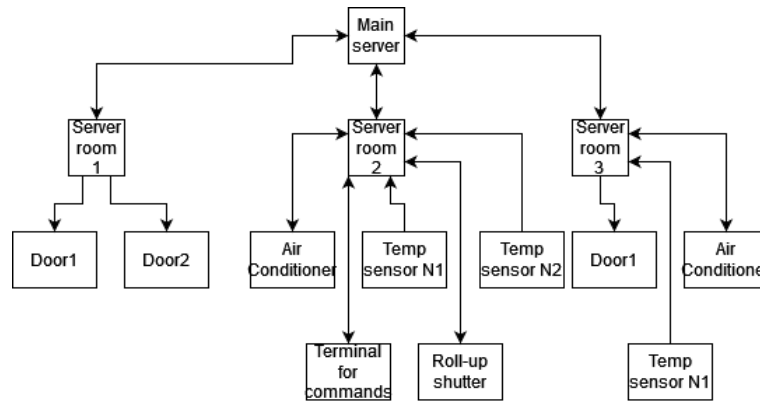 Main
server
Server
room
1
Server
room
2
Server
room
3
Door1
Door2
Air
Conditioner
Temp
sensor N1
Temp
sensor N2
Door1
Air
Conditione
Terminal
for
commands
Roll-up
shutter
Temp
sensor N1